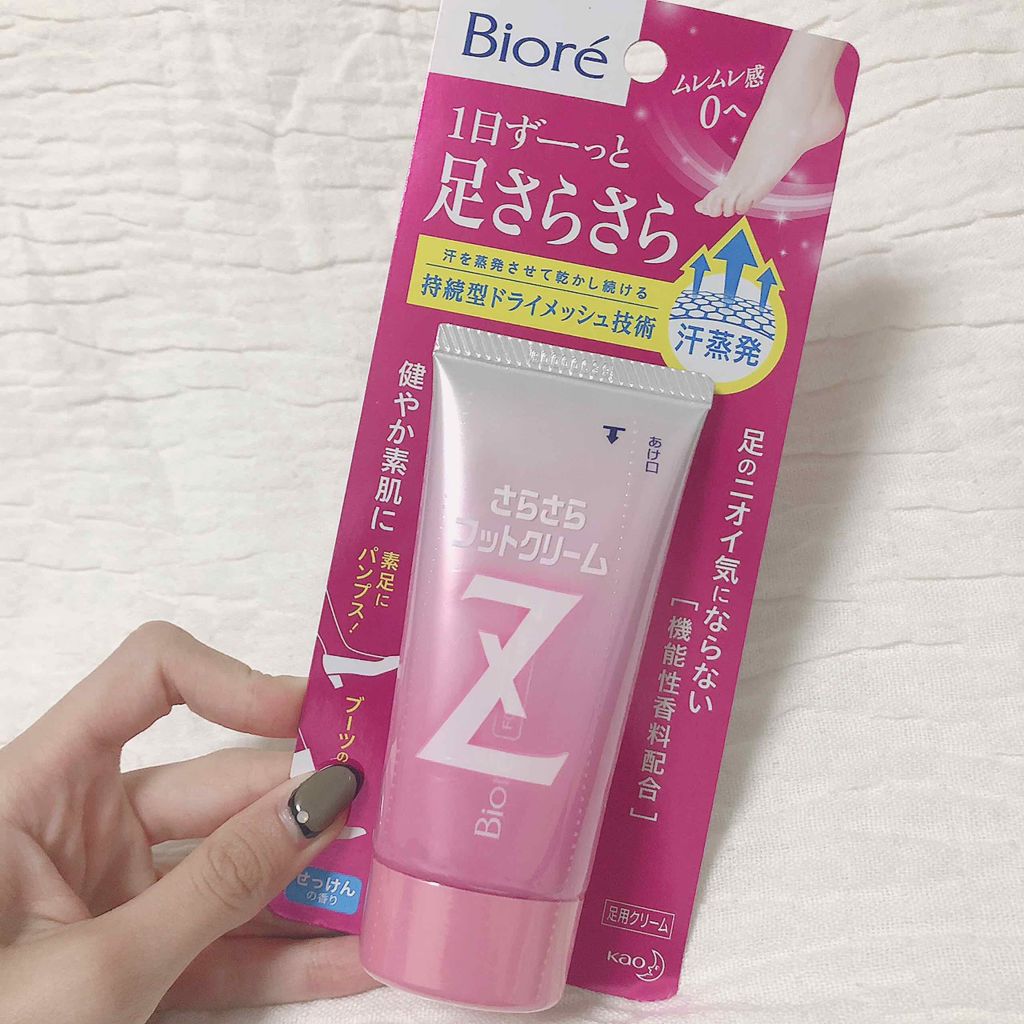 Bioré
ムレムレ感
0へ
1日ずーっと
足さらさら
汗を蒸発させて乾かし続ける
持続型ドライメッシュ技術
汗蒸発
健やか素肌に
素足に
パンプス!
ブーツの
足のニオイ気にならない
[機能性香料配合]
あけ口
さらさら
フットクリーム
Z
Bio
せっけん
の香り
足用クリーム
Kao